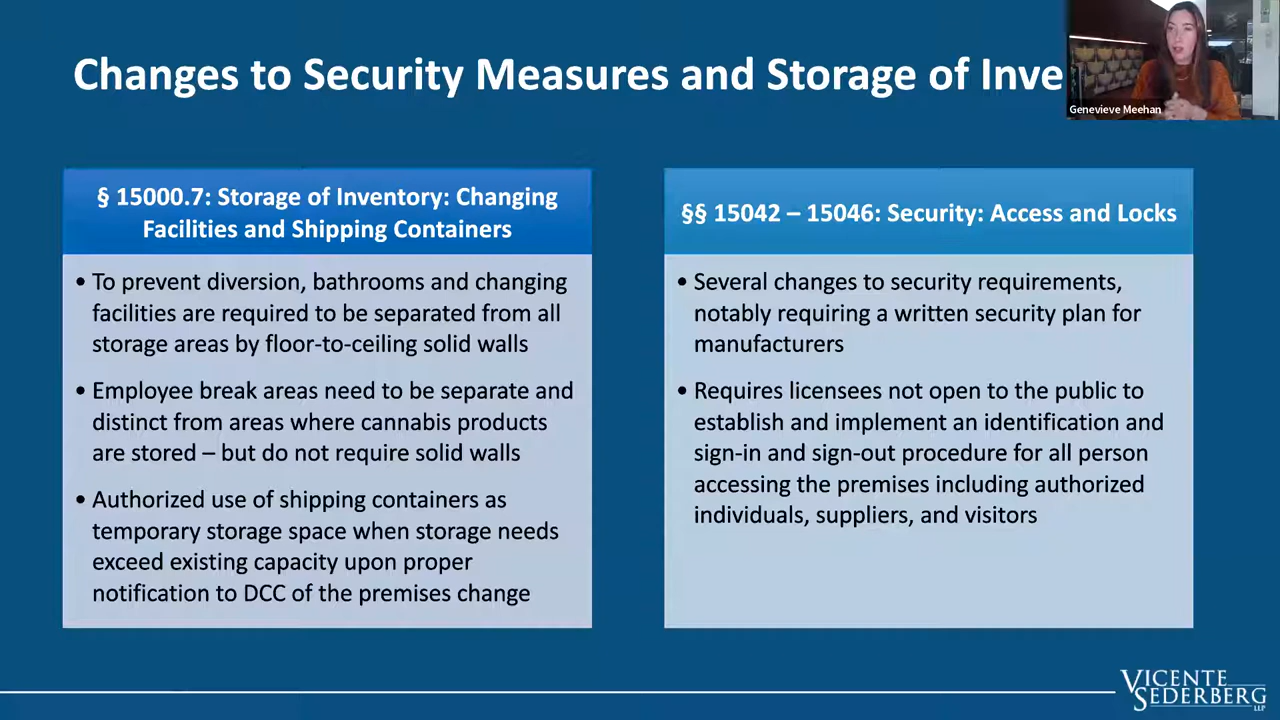 Changes to Security Measures and Storage of Inve
Genevieve Meehan
§ 15000.7: Storage of Inventory: Changing
Facilities and Shipping Containers
• To prevent diversion, bathrooms and changing
facilities are required to be separated from all
storage areas by floor-to-ceiling solid walls
• Employee break areas need to be separate and
distinct from areas where cannabis products
are stored – but do not require solid walls
• Authorized use of shipping containers as
temporary storage space when storage needs
exceed existing capacity upon proper
notification to DCC of the premises change
§§ 15042 – 15046: Security: Access and Locks
• Several changes to security requirements,
notably requiring a written security plan for
manufacturers
• Requires licensees not open to the public to
establish and implement an identification and
sign-in and sign-out procedure for all person
accessing the premises including authorized
individuals, suppliers, and visitors
VICENTE
SEDERBERG
LLP